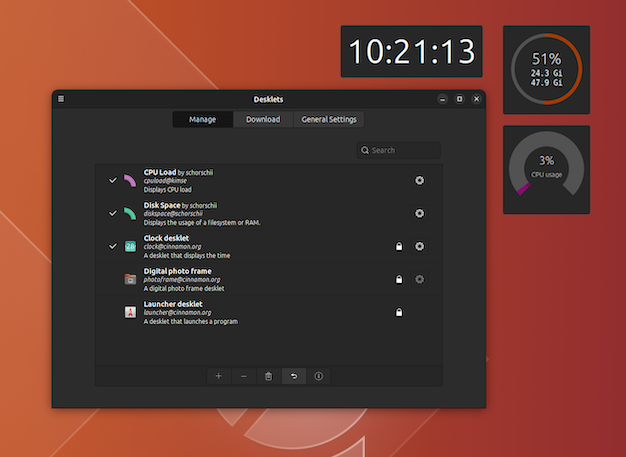 10:21:13
51%
24.3 Gi
47.9 Gi
Desklets
Manage Download General Settings
3%
CPU usage
Search
CPU Load by schorschii
cpuload@kimse
Displays CPU load
Disk Space by schorschii
diskspace@schorschii
Displays the usage of a filesystem or RAM.
28
Clock desklet
clock@cinnamon.org
A desklet that displays the time
Digital photo frame
photoframe@cinnamon.org
A digital photo frame desklet
Launcher desklet
launcher@cinnamon.org
A desklet that launches a program